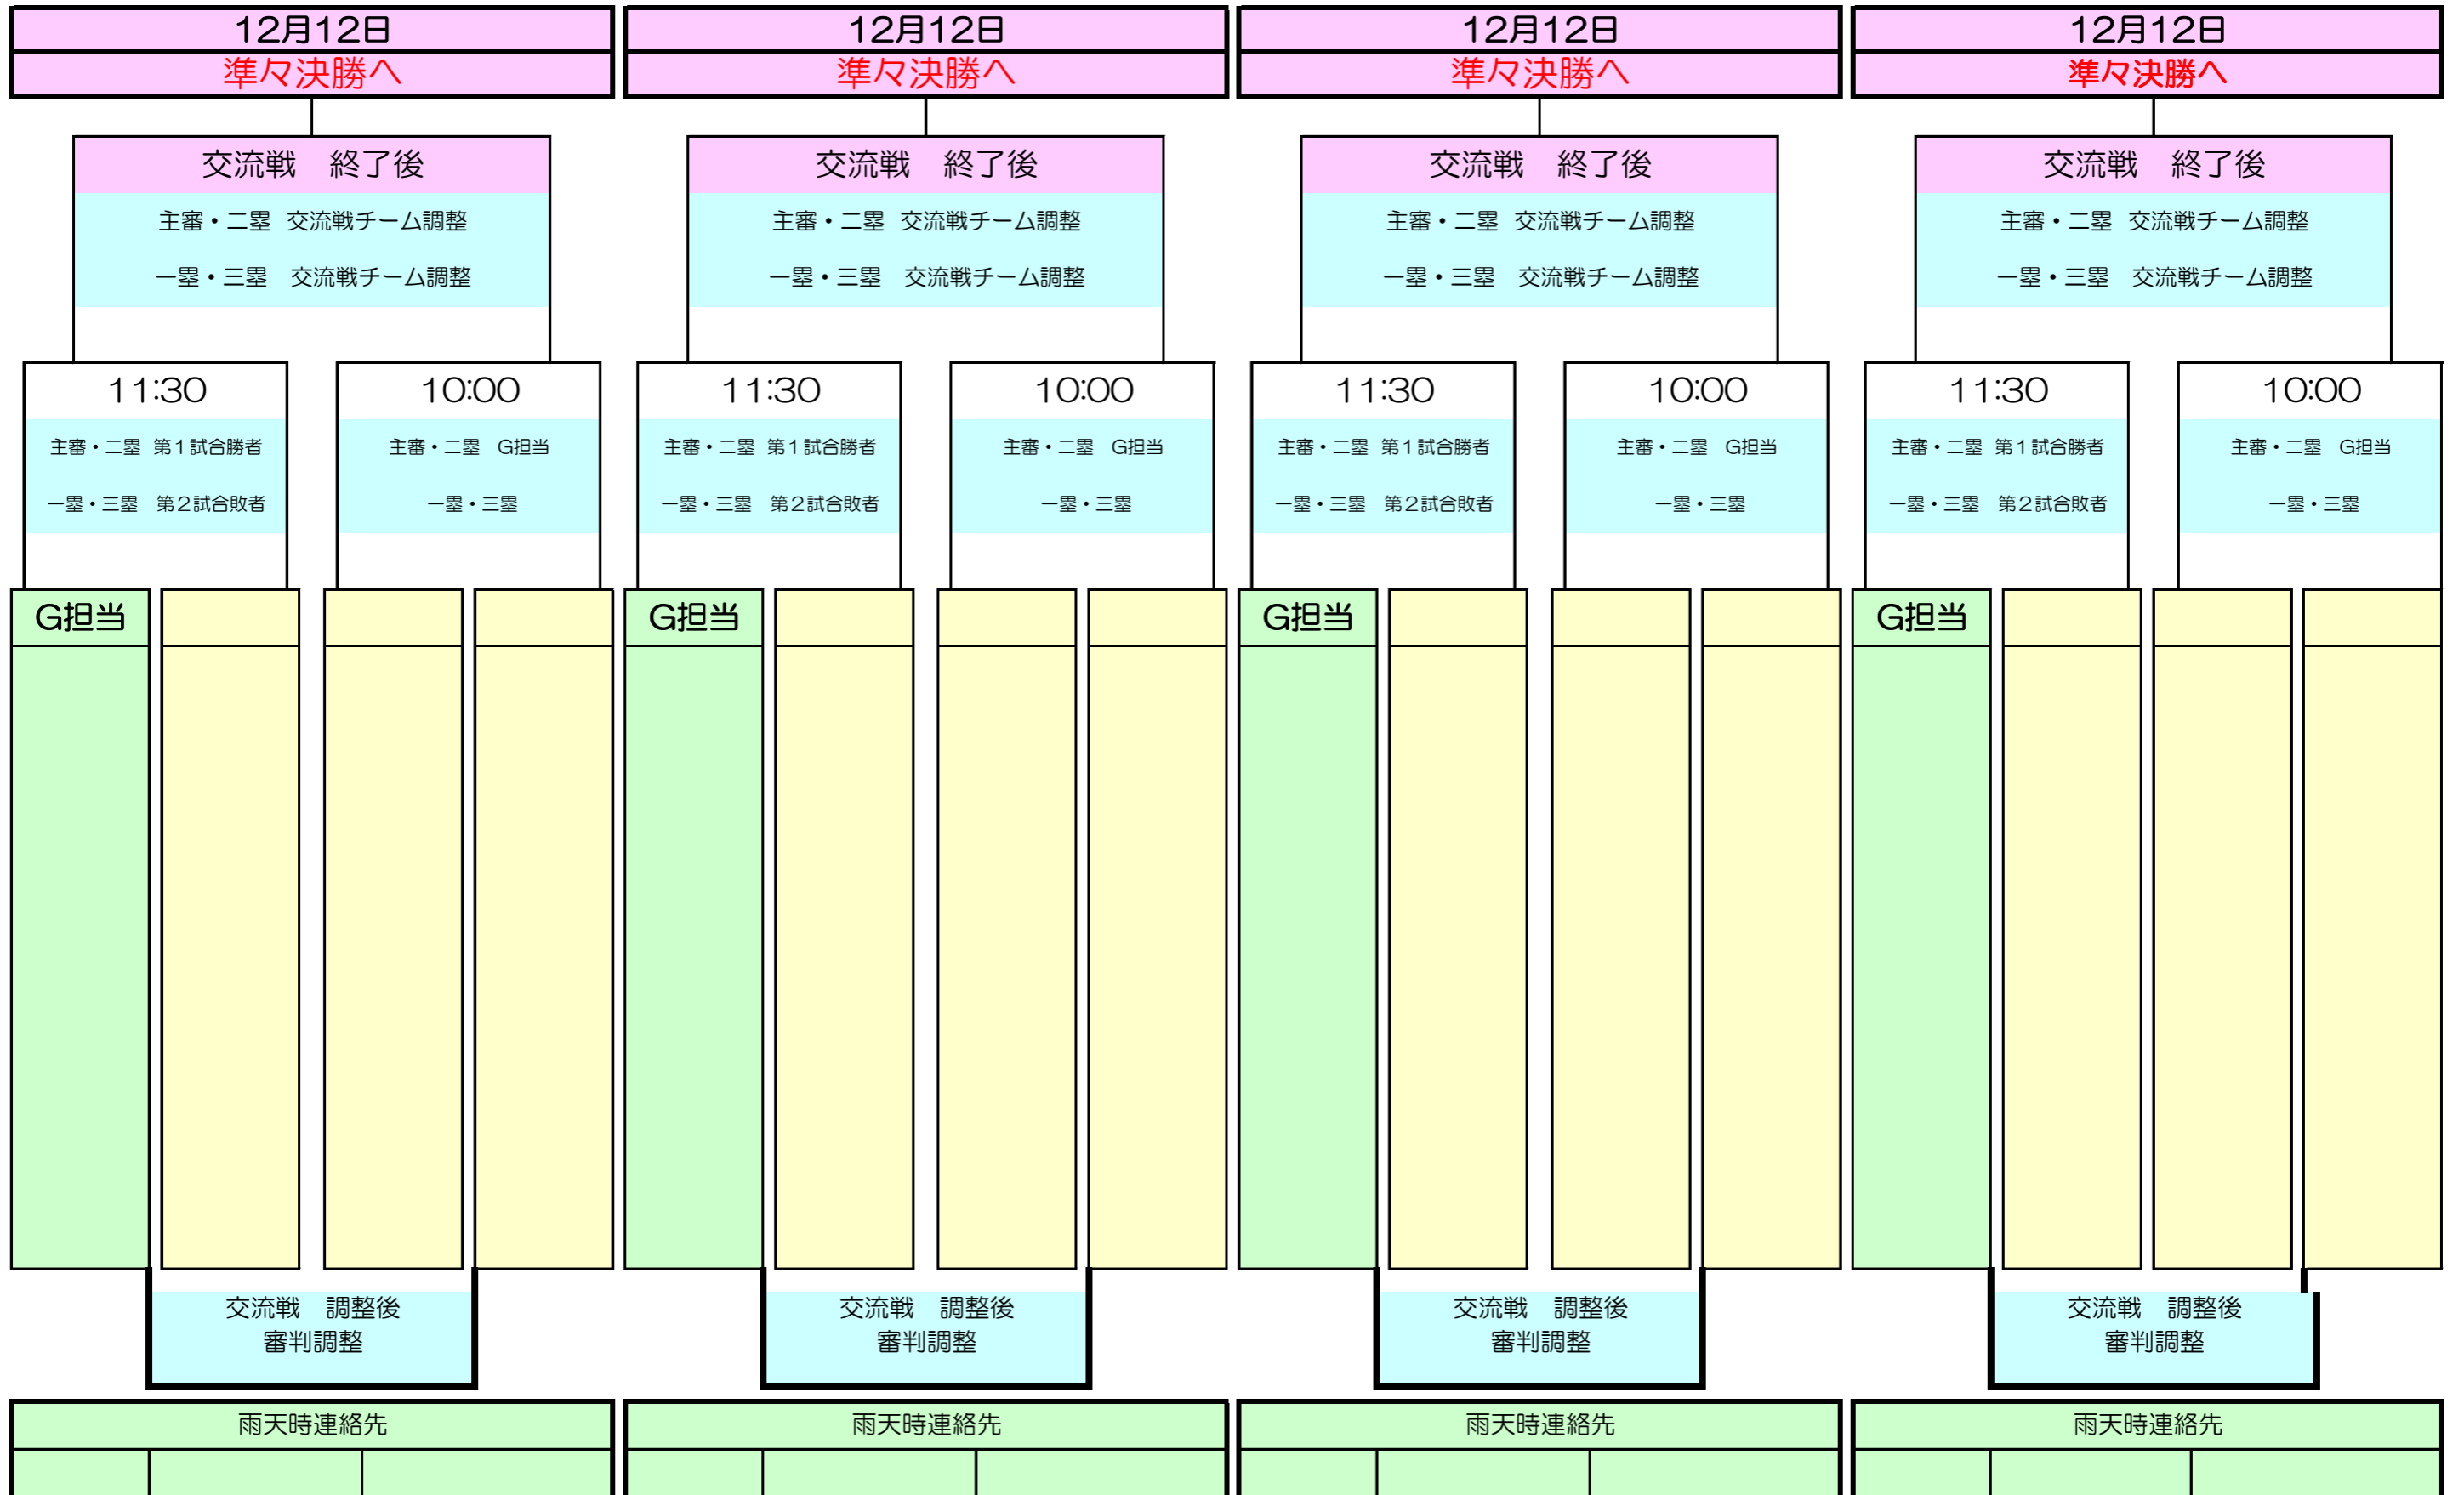 12月12日
準々決勝へ
交流戦　終了後
主審・二塁 交流戦チーム調整
一塁・三塁　交流戦チーム調整
11:30
主審・二塁 第1試合勝者
一塁・三塁　第2試合敗者
10:00
主審・二塁　G担当
一塁・三塁
G担当
交流戦　調整後
審判調整
雨天時連絡先
12月12日
準々決勝へ
交流戦　終了後
主審・二塁 交流戦チーム調整
一塁・三塁　交流戦チーム調整
11:30
主審・二塁 第1試合勝者
一塁・三塁　第2試合敗者
10:00
主審・二塁　G担当
一塁・三塁
G担当
交流戦　調整後
審判調整
雨天時連絡先
12月12日
準々決勝へ
交流戦　終了後
主審・二塁 交流戦チーム調整
一塁・三塁　交流戦チーム調整
11:30
主審・二塁 第1試合勝者
一塁・三塁　第2試合敗者
10:00
主審・二塁　G担当
一塁・三塁
G担当
交流戦　調整後
審判調整
雨天時連絡先
12月12日
準々決勝へ
交流戦　終了後
主審・二塁 交流戦チーム調整
一塁・三塁　交流戦チーム調整
11:30
主審・二塁 第1試合勝者
一塁・三塁　第2試合敗者
10:00
主審・二塁　G担当
一塁・三塁
G担当
交流戦　調整後
審判調整
雨天時連絡先